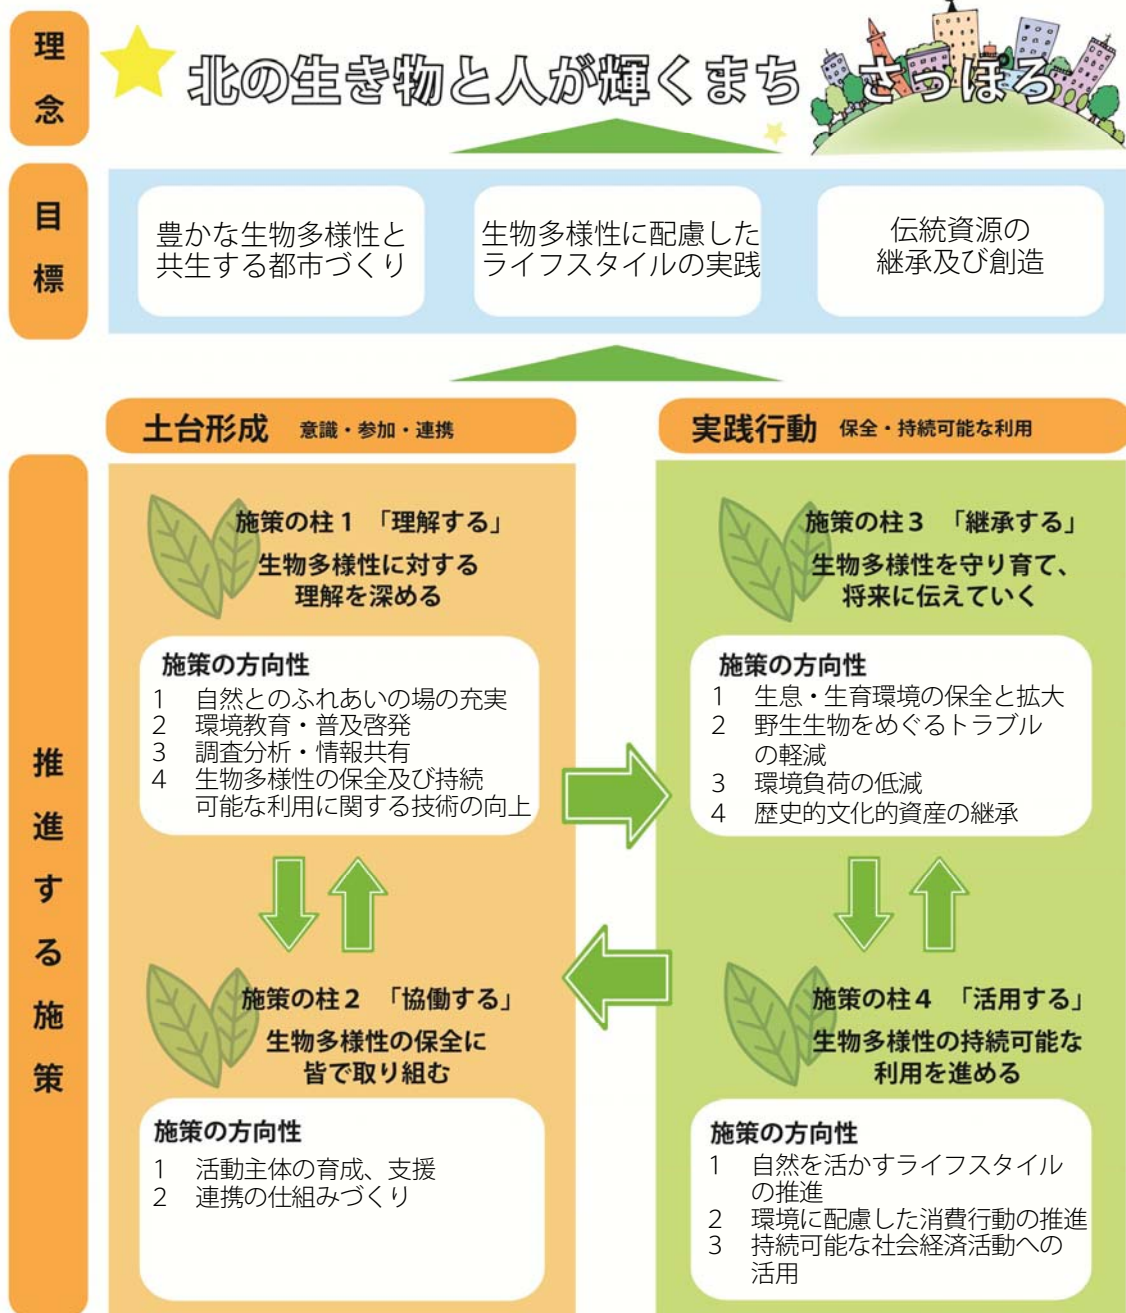 理念
北の生き物と人が輝くまち さっぽろ
目標
豊かな生物多様性と
共生する都市づくり
生物多様性に配慮した
ライフスタイルの実践
伝統資源の
継承及び創造
推進する施策
土台形成 意識・参加・連携
施策の柱1 「理解する」
生物多様性に対する
理解を深める
施策の方向性
1 自然とのふれあいの場の充実
2 環境教育・普及啓発
3 調査分析・情報共有
4 生物多様性の保全及び持続
可能な利用に関する技術の向上
施策の柱2 「協働する」
生物多様性の保全に
皆で取り組む
施策の方向性
1 活動主体の育成、支援
2 連携の仕組みづくり
実践行動 保全・持続可能な利用
施策の柱3 「継承する」
生物多様性を守り育て、
将来に伝えていく
施策の方向性
1 生息・生育環境の保全と拡大
2 野生生物をめぐるトラブル
の軽減
3 環境負荷の低減
4 歴史的文化的資産の継承
施策の柱4 「活用する」
生物多様性の持続可能な
利用を進める
施策の方向性
1 自然を活かすライフスタイル
の推進
2 環境に配慮した消費行動の推進
3 持続可能な社会経済活動への
活用